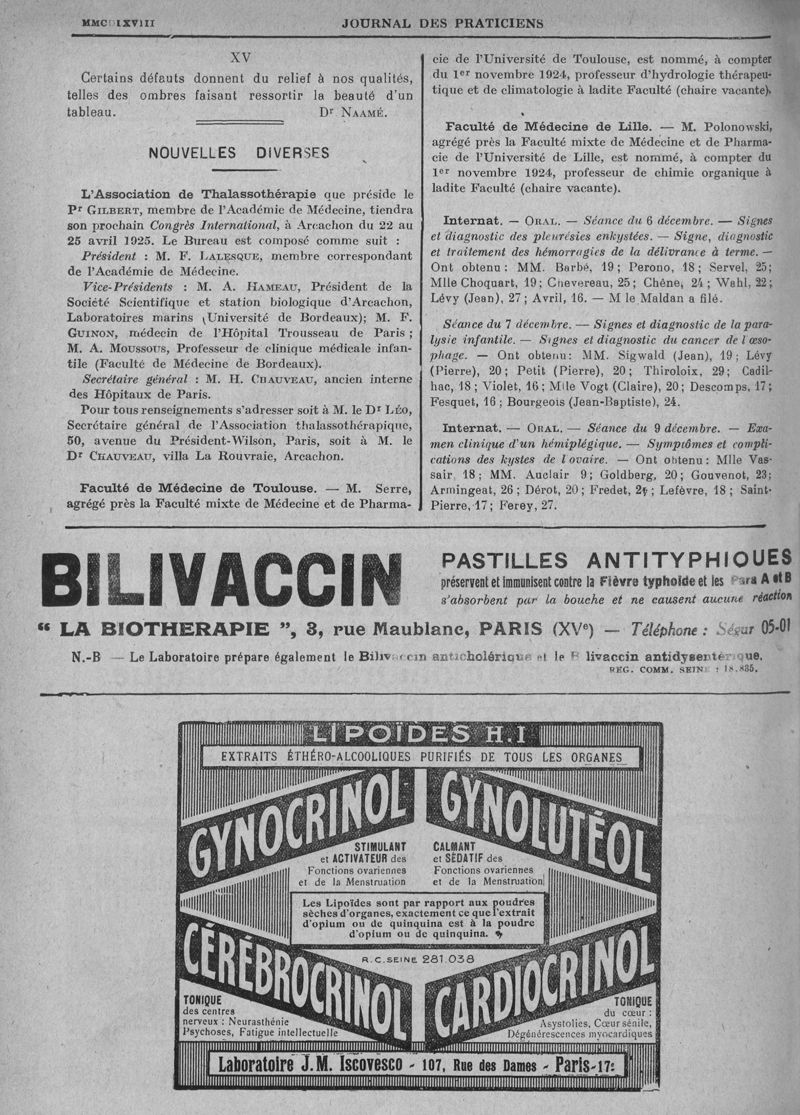 JOURNAL DES PRATICIENS
XV
Certains défauts donnent du relief à nos qualités,
telles des ombres faisant ressortir la beauté d'un
tableau. Dr NAAMÉ.
NOUVELLES DIVERSES
L'Association de Thalassothérapie que préside le
Pr GILBERT, membre de l'Académie de Médecine, tiendra
son prochain Congrès International, à Arcachon du 22 au
25 avril 1925. Le Bureau est composé comme suit :
Président : M. F. LALESQUE, membre correspondant
de l'Académie de Médecine.
Vice-Présidents : M. A. HAMEAU, Président de la
Société Scientifique et station biologique d'Arcachon,
Laboratoires marins (Université de Bordeaux); M. F.
GUINON, médecin de l'Hôpital Trousseau de Paris ;
M. A. MOUSSOUS, Professeur de clinique médicale infan-
tile (Faculté de Médecine de Bordeaux).
Secrétaire général : M. H. CHAUVEAU, ancien interne
des Hôpitaux de Paris.
Pour tous renseignements s'adresser soit à M. le Dr LÉO,
Secrétaire général de l'Association thalassothérapique,
50, avenue du Président-Wilson, Paris, soit à M. le
Dr CHAUVEAU, villa La Rouvraie, Arcachon.
Faculté de Médecine de Toulouse. — M. Serre,
agrégé près la Faculté mixte de Médecine et de Pharma-
cie de l'Université de Toulouse, est nommé, à compter
du 1er novembre 1924, professeur d'hydrologie thérapeu-
tique et de climatologie à ladite Faculté (chaire vacante).
Faculté de Médecine de Lille. — M. Polonowski,
agrégé près la Faculté mixte de Médecine et de Pharma-
cie de l'Université de Lille, est nommé, à compter du
1er novembre 1924, professeur de chimie organique à
ladite Faculté (chaire vacante).
Internat. — ORAL. — Séance du 6 décembre. — Signes
et diagnostic des pleurésies enkystées. — Signe, diagnostic
et traitement des hémorragies de la délivrance à terme. —
Ont obtenu : MM. Barbé, 19 ; Perono, 18 ; Servel, 25;
Mlle Choquart, 19 ; Chevereau, 25 ; Chêne, 24 ; Wahl, 22 ;
Lévy (Jean), 27 ; Avril, 16. — M le Maldan a filé.
Séance du 7 décembre. — Signes et diagnostic de la para-
lysie infantile. — Signes et diagnostic du cancer de l'œso-
phage. — Ont obtenu: MM. Sigwald (Jean), 19 ; Lévy
(Pierre), 20 ; Petit (Pierre), 20 ; Thiroloix, 29 ; Cadil-
hac, 18 ; Violet, 16 ; Mlle Vogt (Claire), 20 ; Descomps, 17 ;
Fesquet, 16 ; Bourgeois (Jean-Baptiste), 24.
Internat. — ORAL. — Séance du 9 décembre. — Exa-
men clinique d'un hémiplégique. — Symptômes et compli-
cations des kystes de l'ovaire. — Ont obtenu : Mlle Vas-
sair, 18 ; MM. Auclair 9 ; Goldberg, 20 ; Gouvenot, 23;
Armingeat, 26 ; Dérot, 20 ; Fredet, ; Lefèvre, 18 ; Saint-
Pierre, 17 ; Ferey, 27.
BILIVACCIN
PASTILLES ANTITYPHIQUES
préservent et immunisent contre la Fièvre typhoïde et les Para A et B
s'absorbent par la bouche et ne causent aucune réaction
“ LA BIOTHERAPIE ”, 3, rue Maublanc, PARIS (XVe) — Téléphone : Ségur 05-01
N.-B — Le Laboratoire prépare également le Bilivaccin anticholérique et le Bilivaccin antidysentérique.
REG. COMM. SEINE : 18.835.
LIPOÏDES H.I
EXTRAITS ÉTHÉRO-ALCOOLIQUES PURIFIÉS DE TOUS LES ORGANES
GYNOCRINOL
STIMULANT
et ACTIVATEUR des
Fonctions ovariennes
et de la Menstruation
GYNOLUTÉOL
CALMANT
et SÉDATIF des
Fonctions ovariennes
et de la Menstruation
Les Lipoïdes sont par rapport aux poudres
sèches d'organes, exactement ce que l'extrait
d'opium ou de quinquina est à la poudre
d'opium ou de quinquina.
R.C. SEINE 281.038
CÉRÉBROCRINOL
TONIQUE
des centres
nerveux : Neurasthénie
Psychoses, Fatigue intellectuelle
CARDIOCRINOL
TONIQUE
du cœur :
Asystolies, Cœur sénile,
Dégénérescences myocardiques
Laboratoire J.M. Iscovesco - 107, Rue des Dames - Paris-17e